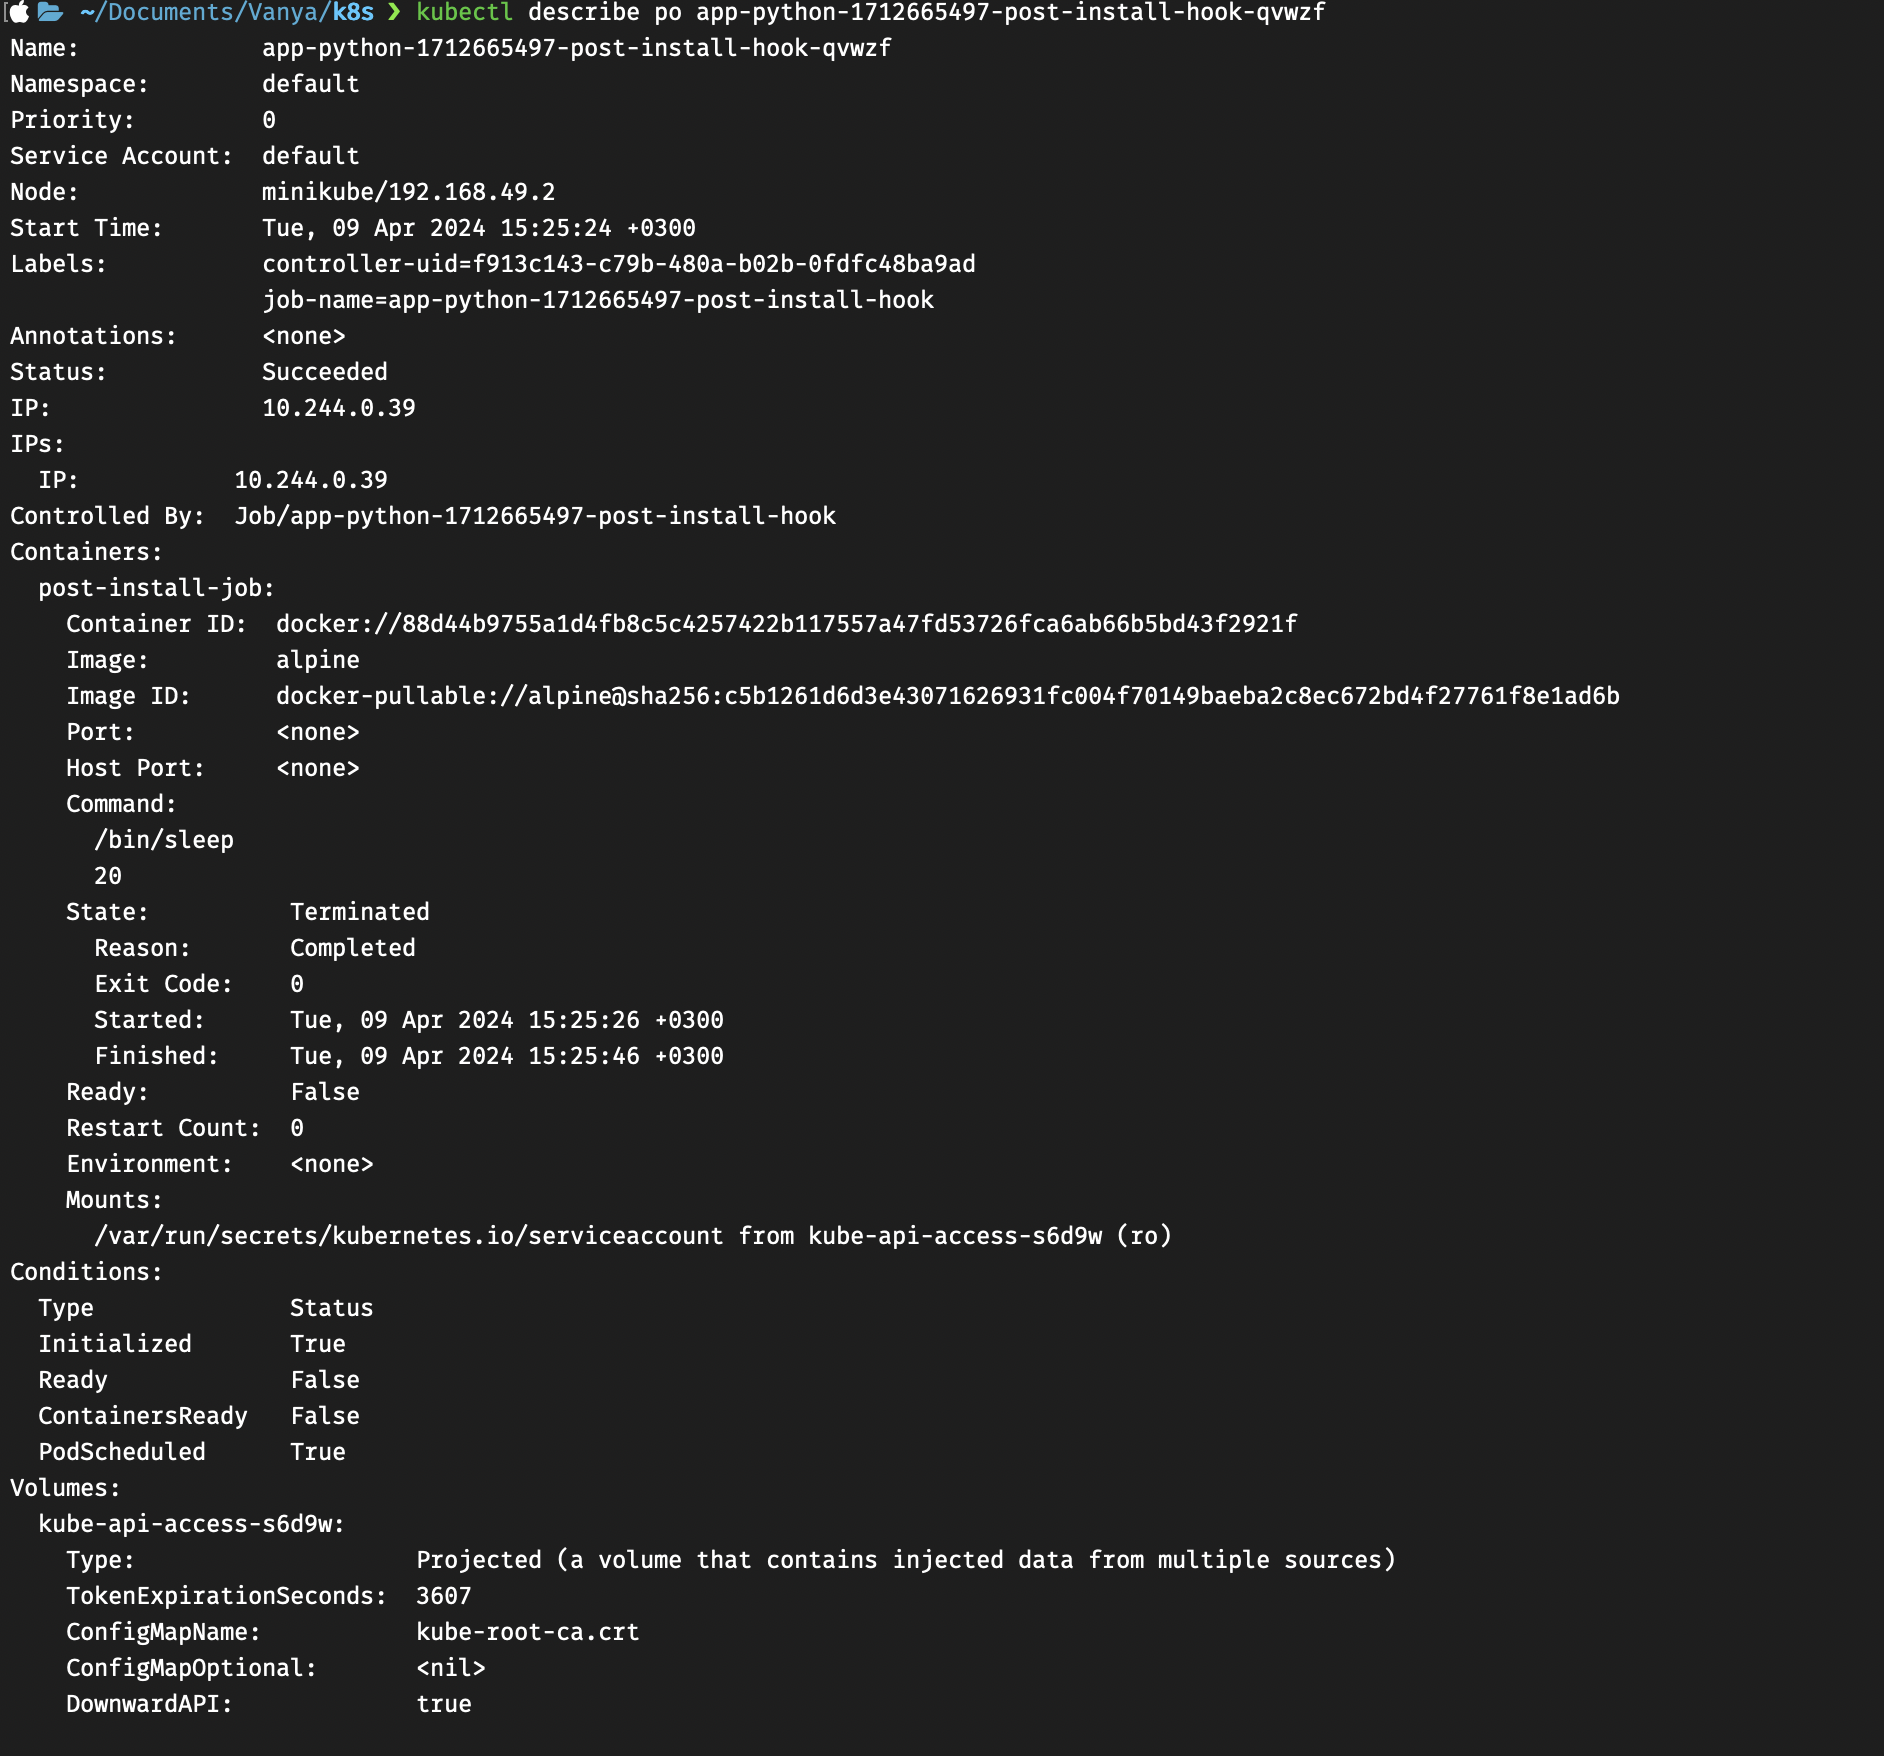 ~/Documents/Vanya/k8s ❯ kubectl describe po app-python-1712665497-post-install-hook-qvwzf
Name:             app-python-1712665497-post-install-hook-qvwzf
Namespace:        default
Priority:         0
Service Account:  default
Node:             minikube/192.168.49.2
Start Time:       Tue, 09 Apr 2024 15:25:24 +0300
Labels:           controller-uid=f913c143-c79b-480a-b02b-0fdfc48ba9ad
                  job-name=app-python-1712665497-post-install-hook
Annotations:      <none>
Status:           Succeeded
IP:               10.244.0.39
IPs:
  IP:           10.244.0.39
Controlled By:  Job/app-python-1712665497-post-install-hook
Containers:
  post-install-job:
    Container ID:  docker://88d44b9755a1d4fb8c5c4257422b117557a47fd53726fca6ab66b5bd43f2921f
    Image:         alpine
    Image ID:      docker-pullable://alpine@sha256:c5b1261d6d3e43071626931fc004f70149baeba2c8ec672bd4f27761f8e1ad6b
    Port:          <none>
    Host Port:     <none>
    Command:
      /bin/sleep
      20
    State:          Terminated
      Reason:       Completed
      Exit Code:    0
      Started:      Tue, 09 Apr 2024 15:25:26 +0300
      Finished:     Tue, 09 Apr 2024 15:25:46 +0300
    Ready:          False
    Restart Count:  0
    Environment:    <none>
    Mounts:
      /var/run/secrets/kubernetes.io/serviceaccount from kube-api-access-s6d9w (ro)
Conditions:
  Type              Status
  Initialized       True
  Ready             False
  ContainersReady   False
  PodScheduled      True
Volumes:
  kube-api-access-s6d9w:
    Type:                    Projected (a volume that contains injected data from multiple sources)
    TokenExpirationSeconds:  3607
    ConfigMapName:           kube-root-ca.crt
    ConfigMapOptional:       <nil>
    DownwardAPI:             true